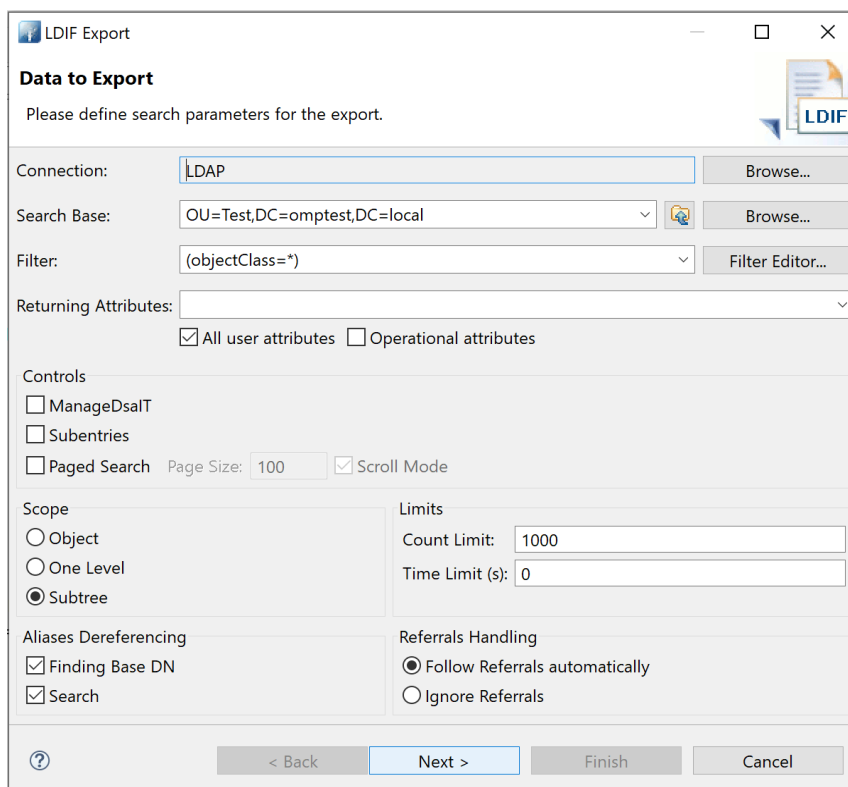 LDIF Export
Data to Export
Please define search parameters for the export.
LDIF
Connection: LDAP Browse...
Search Base: OU=Test,DC=omptest,DC=local Browse...
Filter: (objectClass=*) Filter Editor...
Returning Attributes:
All user attributes Operational attributes
Controls
ManageDsaIT
Subentries
Paged Search Page Size: 100 Scroll Mode
Scope
Object
One Level
Subtree
Limits
Count Limit: 1000
Time Limit (s): 0
Aliases Dereferencing
Finding Base DN
Search
Referrals Handling
Follow Referrals automatically
Ignore Referrals
? < Back Next > Finish Cancel